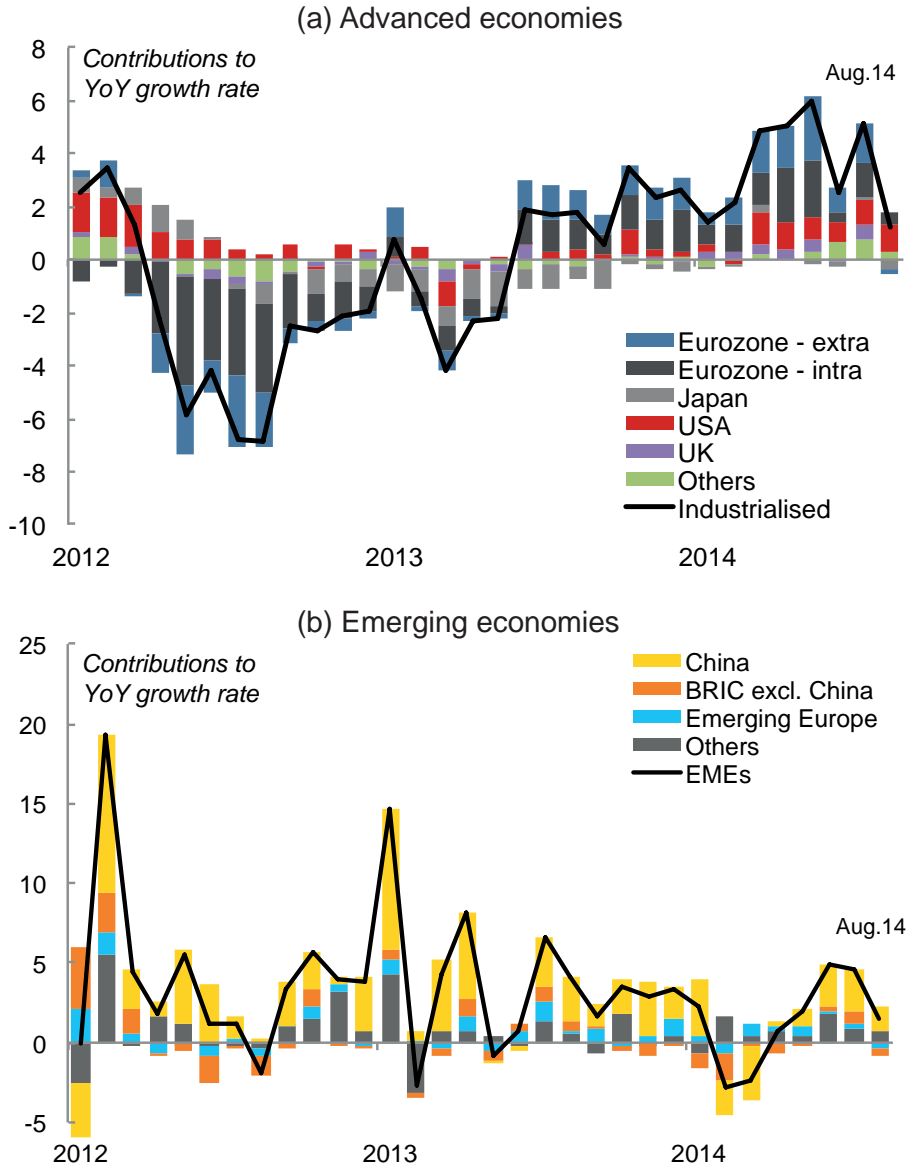 (a) Advanced economies
8
Contributions to
YoY growth rate
Aug.14
6
4
2
0
-2
-4
-6
-8
-10
Eurozone - extra
Eurozone - intra
Japan
USA
UK
Others
Industrialised
2012
2013
2014
(b) Emerging economies
25
Contributions to
YoY growth rate
20
15
10
5
0
-5
China
BRIC excl. China
Emerging Europe
Others
EMEs
Aug.14
2012
2013
2014